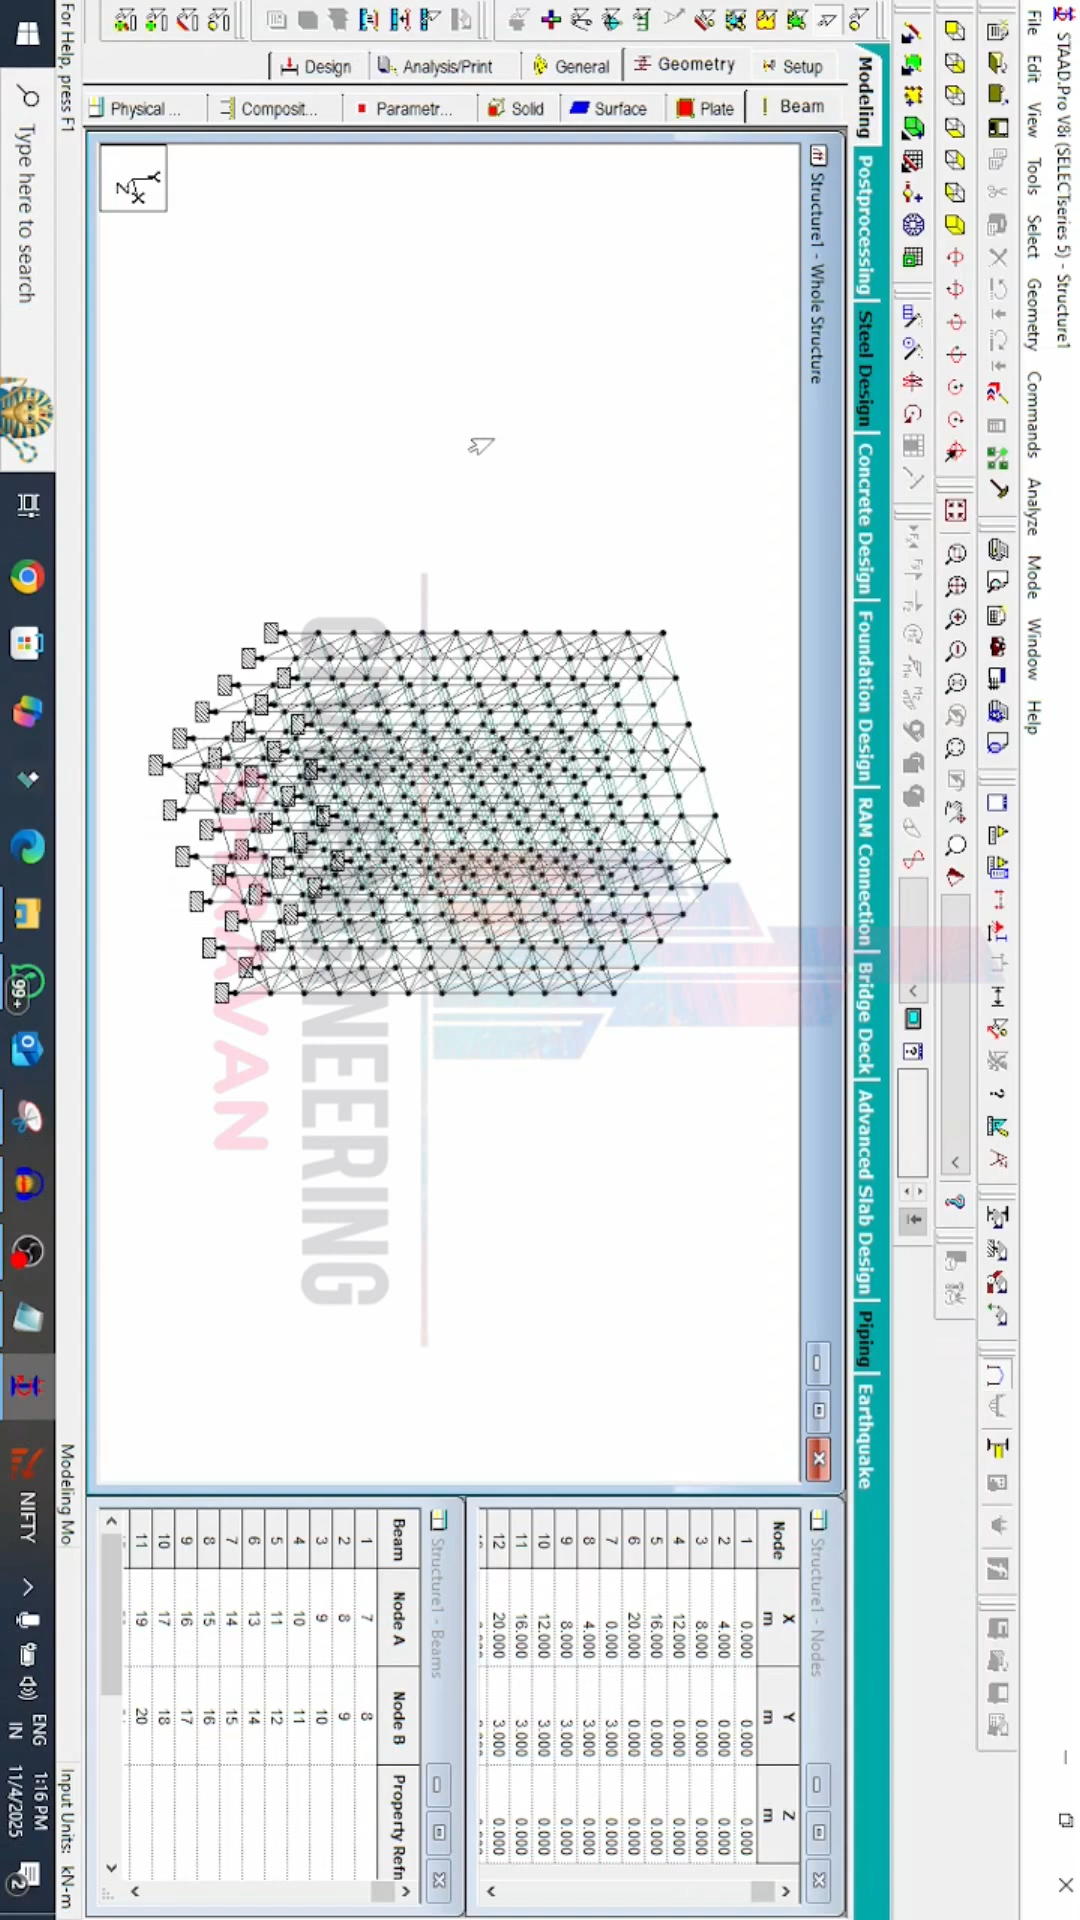 STAAD.Pro V8i (SELECTseries 5) - Structure1
File Edit View Tools Select Geometry Commands Analyze Mode Window Help
Modeling Postprocessing Steel Design Concrete Design Foundation Design RAM Connection Bridge Deck Advanced Slab Design Piping Earthquake
Setup
Geometry
General
Analysis/Print
Design
Beam
Plate
Surface
Solid
Parametr...
Composit...
Physical ...
Structure1 - Whole Structure
Y
X
Z
ENGINEERING
SHRAVAN
Structure1 - Nodes
Node X Y Z
m m m
1 0.000 0.000 0.000
2 4.000 0.000 0.000
3 8.000 0.000 0.000
4 12.000 0.000 0.000
5 16.000 0.000 0.000
6 20.000 0.000 0.000
7 0.000 3.000 0.000
8 4.000 3.000 0.000
9 8.000 3.000 0.000
10 12.000 3.000 0.000
11 16.000 3.000 0.000
12 20.000 3.000 0.000
Structure1 - Beams
Beam Node A Node B Property Refn
1 7 8
2 8 9
3 9 10
4 10 11
5 11 12
6 13 14
7 14 15
8 15 16
9 16 17
10 17 18
11 19 20
For Help, press F1
Modeling Mo
Input Units: kN-m
Type here to search
99+
NIFTY
ENG
IN
1:16 PM
11/4/2025
2